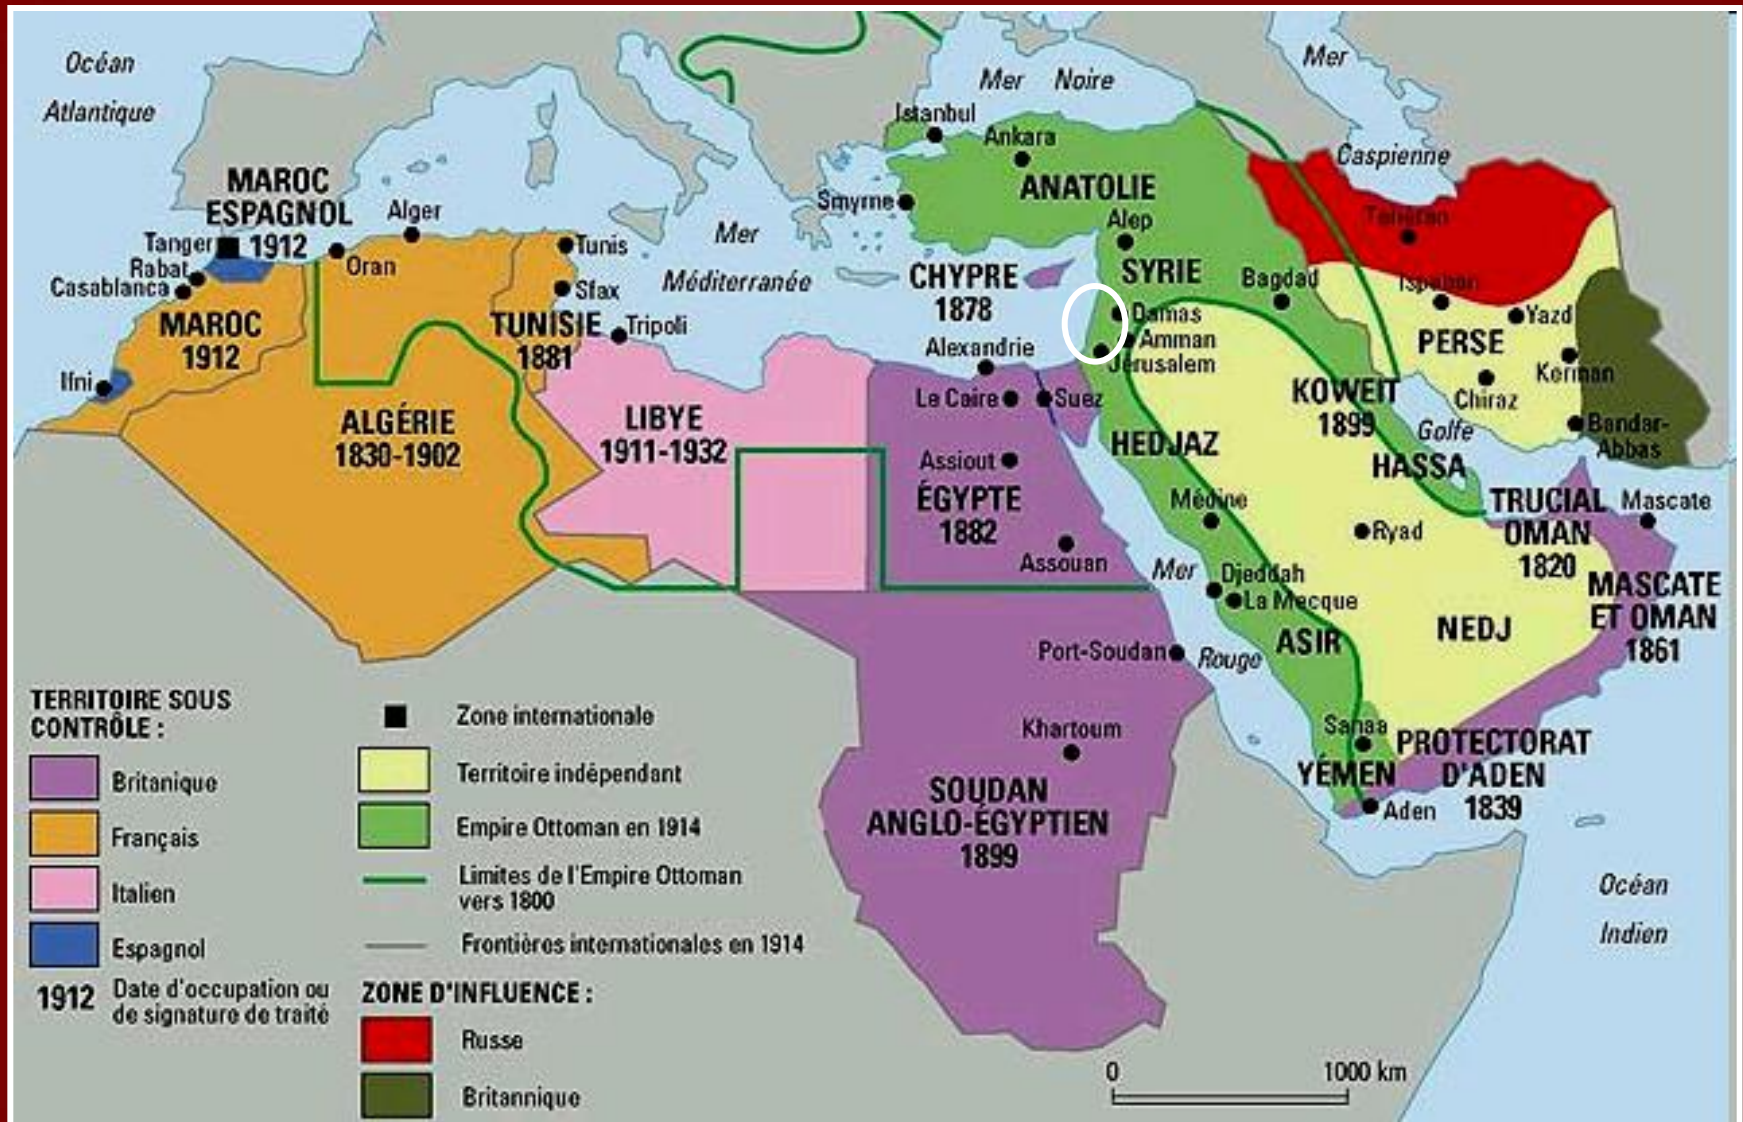 Océan
Atlantique
Mer
Mer Noire
Caspienne
Istanbul
Ankara
ANATOLIE
Smyrne
Alep
SYRIE
Bagdad
Téhéran
Ispahan
Yazd
PERSE
Kerman
Chiraz
Bandar-
Abbas
MAROC
ESPAGNOL
1912
Tanger
Rabat
Casablanca
MAROC
1912
Ifni
Alger
Oran
Tunis
Sfax
TUNISIE
1881
Tripoli
Mer
Méditerranée
CHYPRE
1878
Damas
Amman
Jérusalem
Alexandrie
Le Caire
Suez
ALGÉRIE
1830-1902
LIBYE
1911-1932
Assiout
ÉGYPTE
1882
Assouan
HEDJAZ
Médine
KOWEIT
1899
Golfe
HASSA
Ryad
TRUCIAL
OMAN
1820
Mascate
MASCATE
ET OMAN
1861
Mer
Rouge
Djeddah
La Mecque
ASIR
NEDJ
Port-Soudan
Khartoum
SOUDAN
ANGLO-ÉGYPTIEN
1899
Sanaa
YÉMEN
PROTECTORAT
D'ADEN
1839
Aden
Océan
Indien
TERRITOIRE SOUS
CONTRÔLE :
Britanique
Français
Italien
Espagnol
1912 Date d'occupation ou
de signature de traité
Zone internationale
Territoire indépendant
Empire Ottoman en 1914
Limites de l'Empire Ottoman
vers 1800
Frontières internationales en 1914
ZONE D'INFLUENCE :
Russe
Britannique
0 1000 km